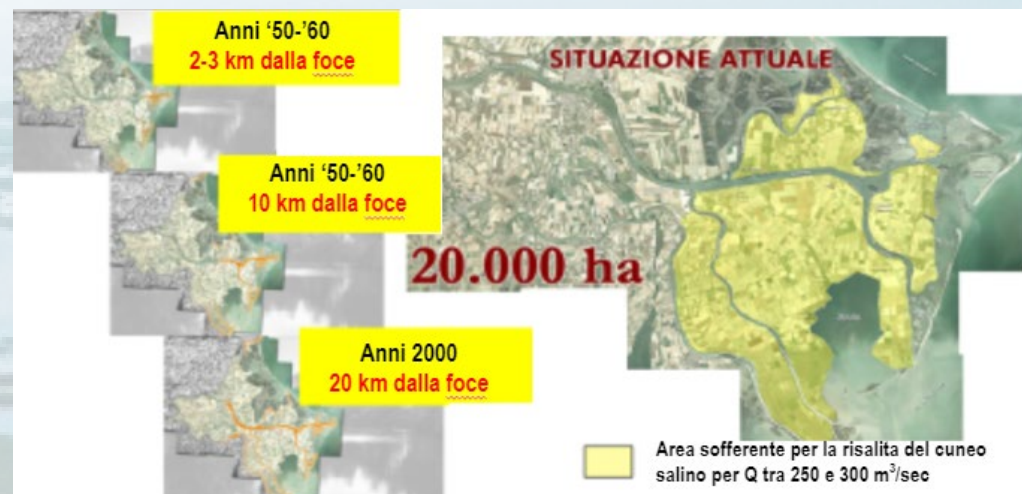 Anni ‘50-’60
2-3 km dalla foce
Anni ‘50-’60
10 km dalla foce
Anni 2000
20 km dalla foce
SITUAZIONE ATTUALE
20.000 ha
Area sofferente per la risalita del cuneo
salino per Q tra 250 e 300 m³/sec